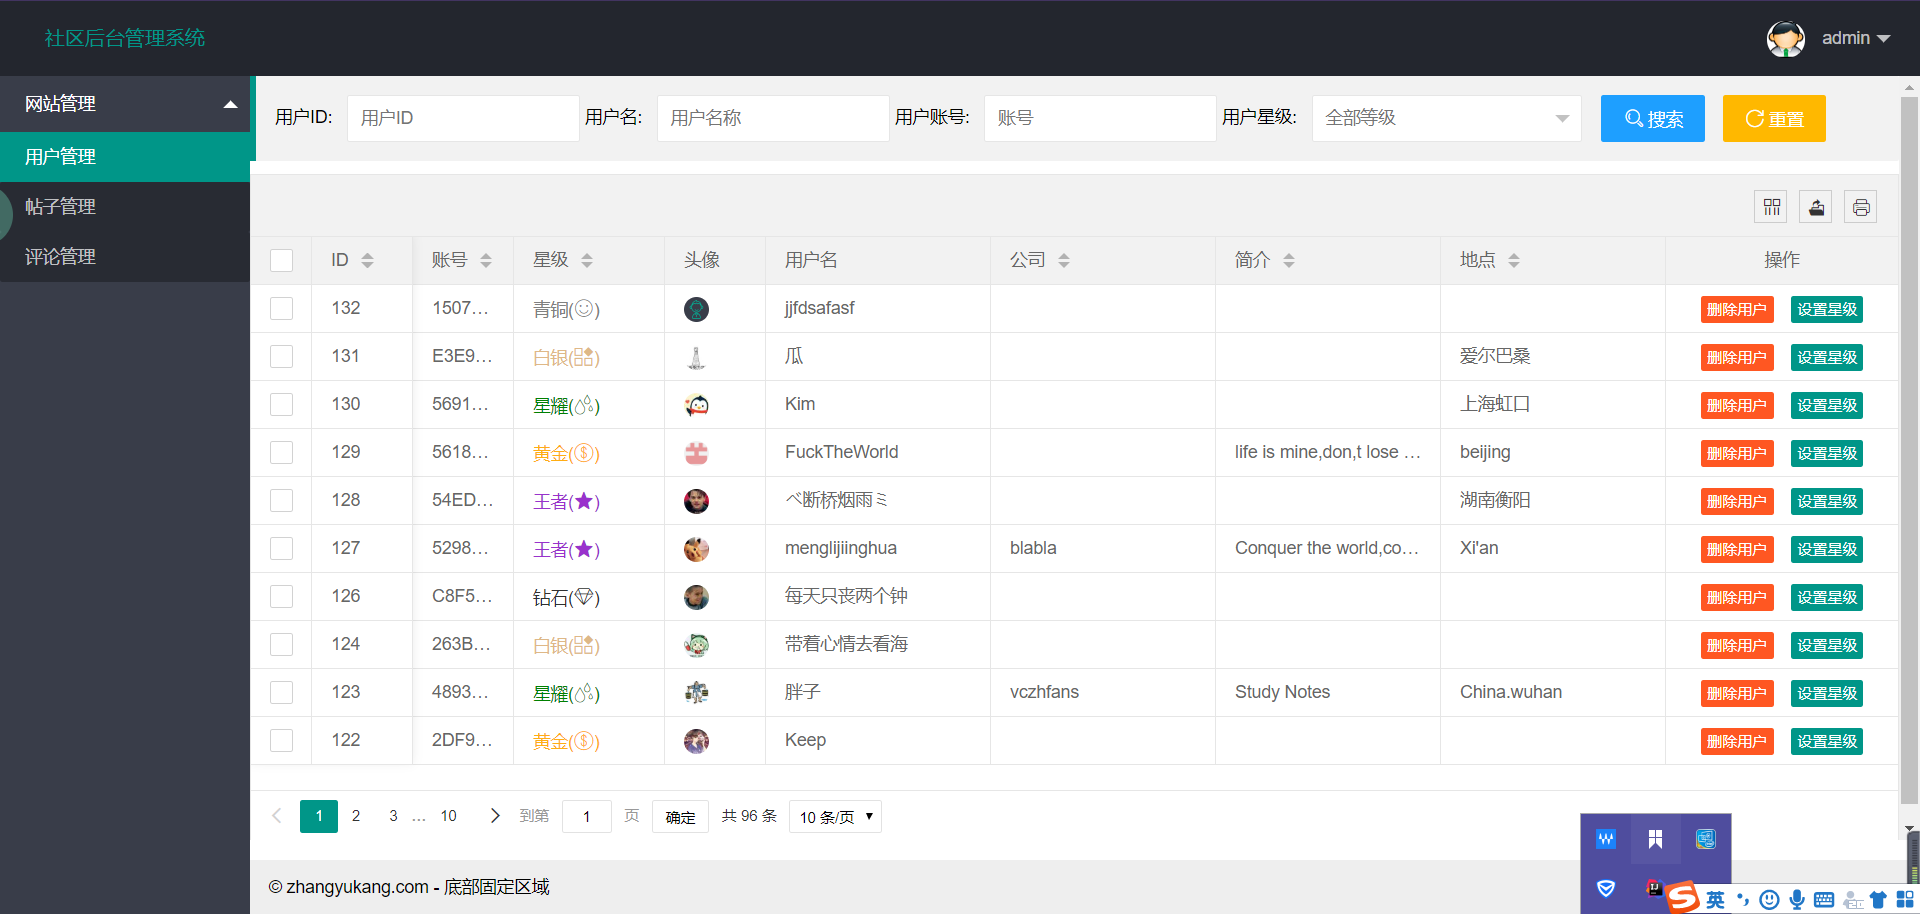 社区后台管理系统
admin
网站管理
用户管理
帖子管理
评论管理
用户ID: 用户ID 用户名: 用户名称 用户账号: 账号 用户星级: 全部等级 搜索 重置
ID 账号 星级 头像 用户名 公司 简介 地点 操作
132 1507... 青铜(☺) jjfdsafasf 删除用户 设置星级
131 E3E9... 白银() 瓜 爱尔巴桑 删除用户 设置星级
130 5691... 星耀() Kim 上海虹口 删除用户 设置星级
129 5618... 黄金($) FuckTheWorld life is mine,don,t lose ... beijing 删除用户 设置星级
128 54ED... 王者(★) ベ断桥烟雨ミ 湖南衡阳 删除用户 设置星级
127 5298... 王者(★) menglijiinghua blabla Conquer the world,co... Xi'an 删除用户 设置星级
126 C8F5... 钻石() 每天只丧两个钟 删除用户 设置星级
124 263B... 白银() 带着心情去看海 删除用户 设置星级
123 4893... 星耀() 胖子 vczhfans Study Notes China.wuhan 删除用户 设置星级
122 2DF9... 黄金($) Keep 删除用户 设置星级
1 2 3 ... 10 到第 1 页 确定 共 96 条 10 条/页
© zhangyukang.com - 底部固定区域
英